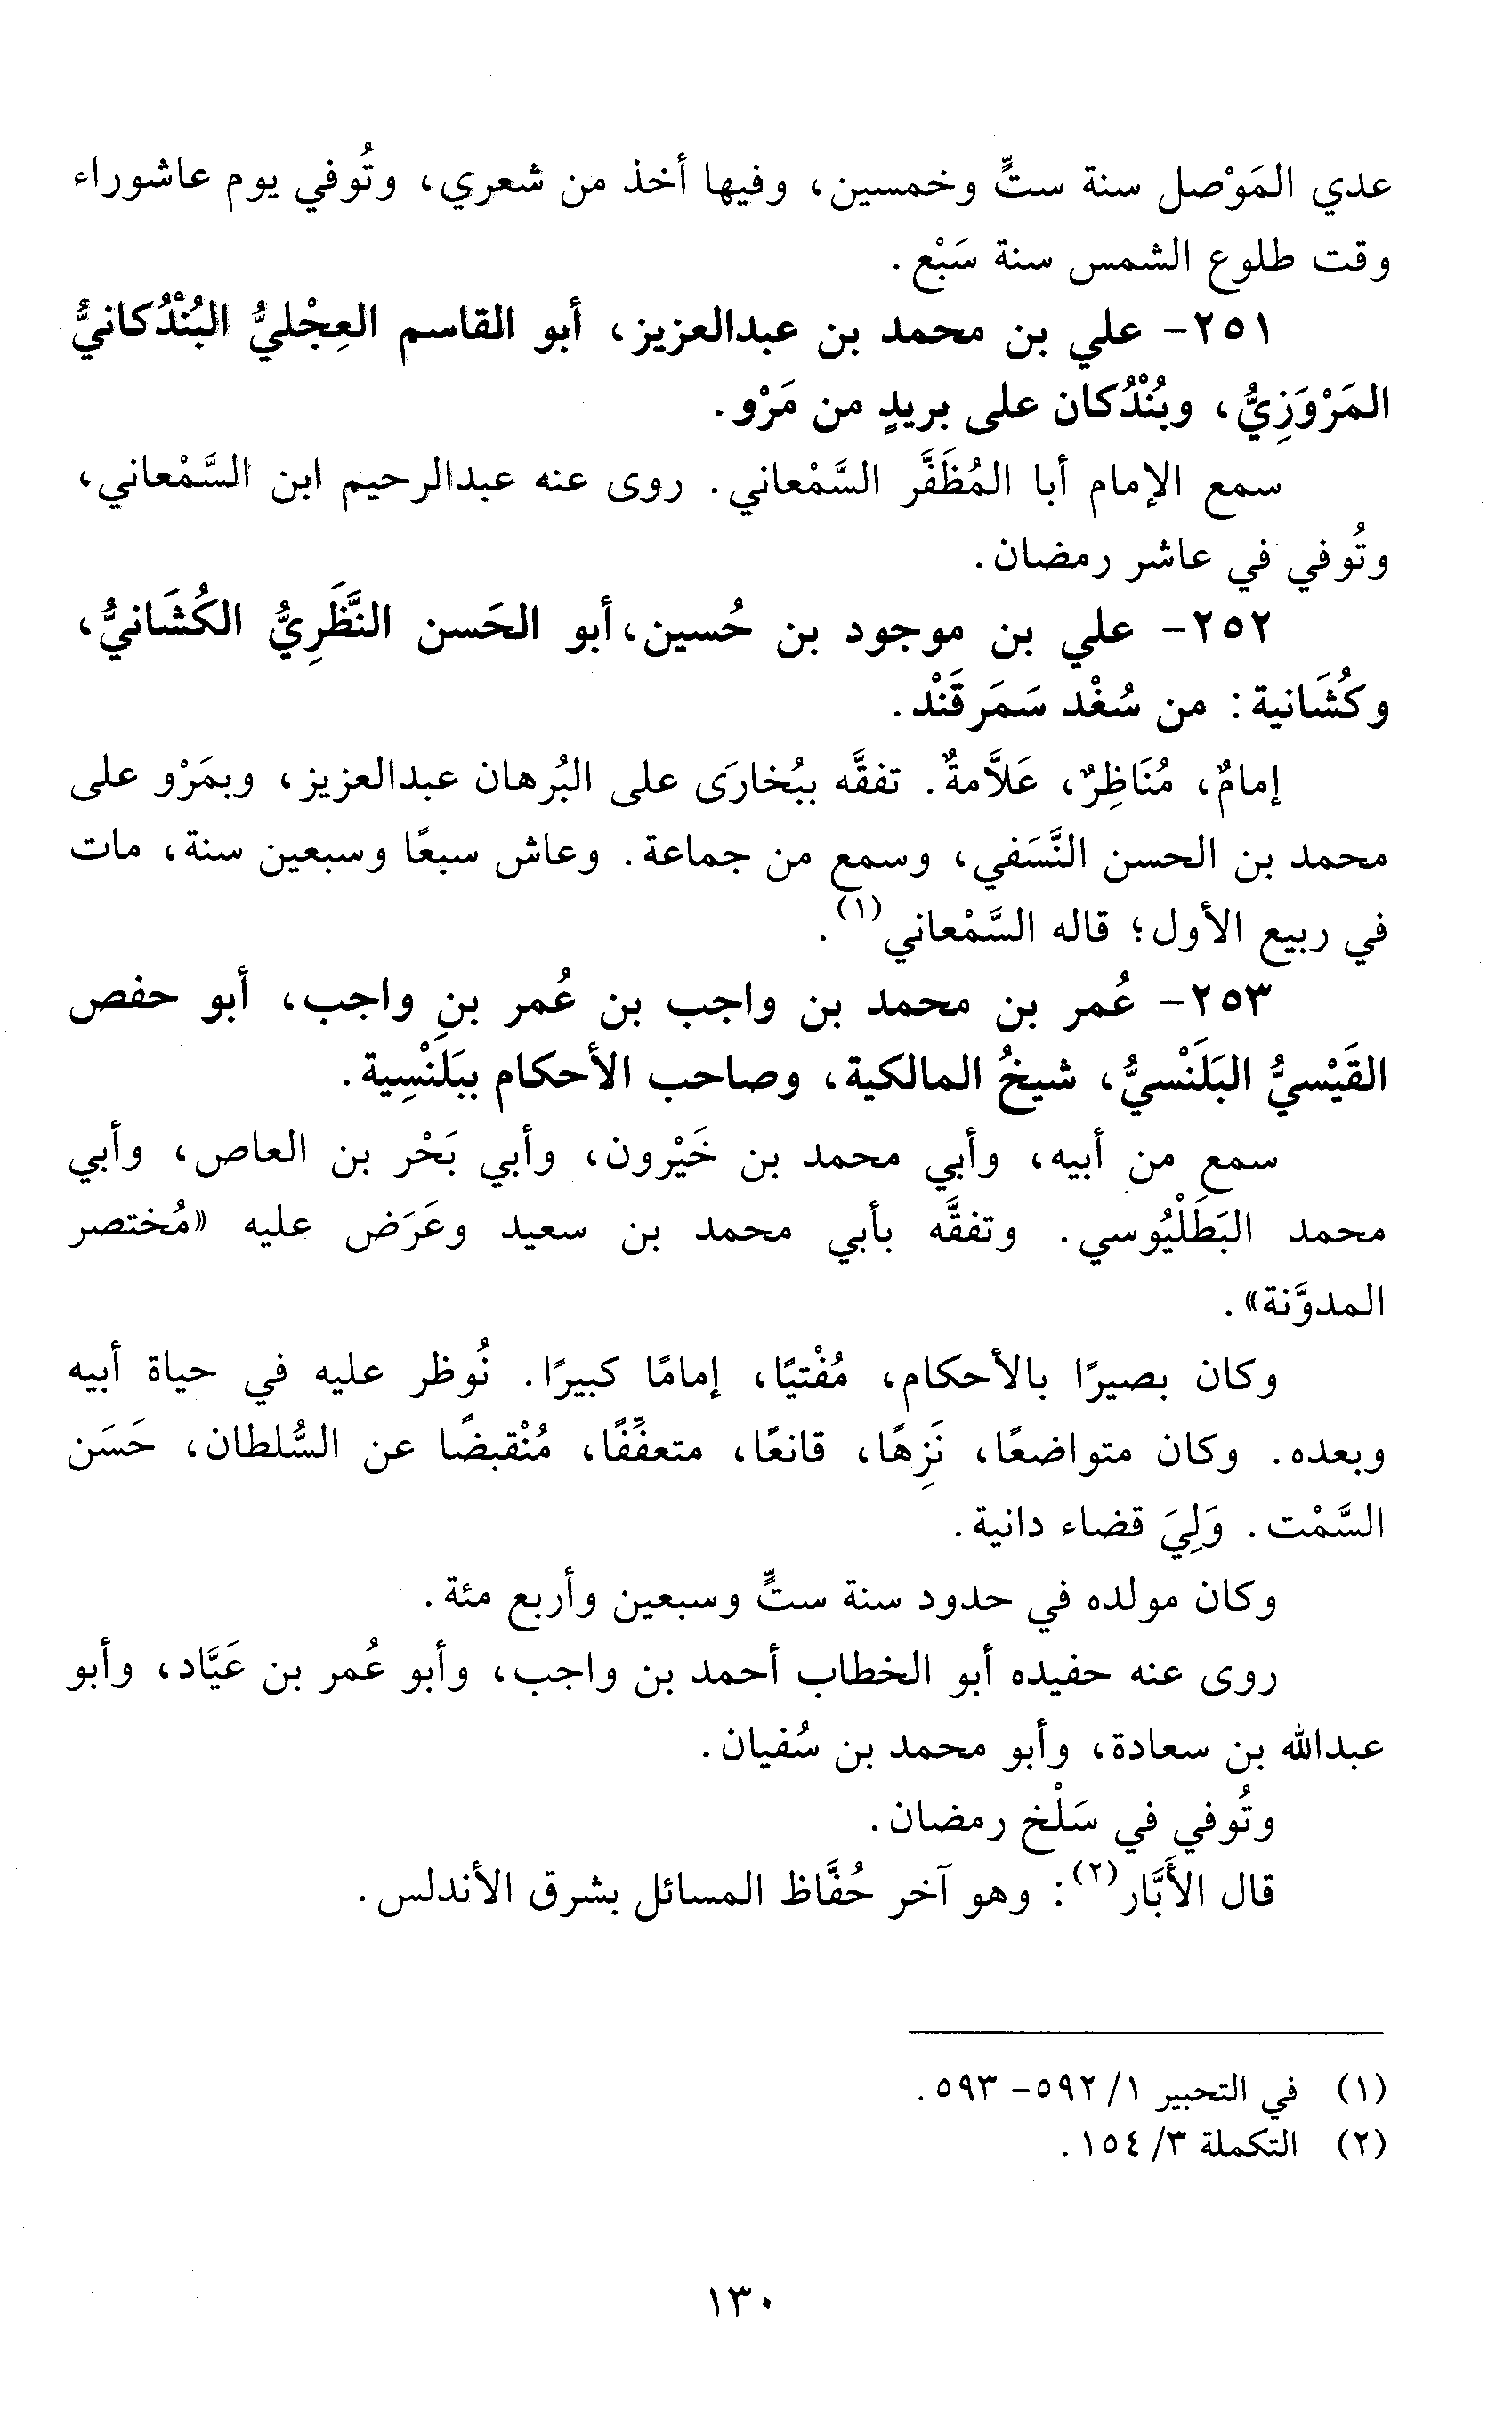 عدي المَوْصل سنة ستٍّ وخمسين، وفيها أخذ من شعري، وتُوفي يوم عاشوراء
وقت طلوع الشمس سنة سَبْع.
٢٥١- علي بن محمد بن عبدالعزيز، أبو القاسم العِجْليُّ البُنْدُكانيُّ
المَرْوَزِيُّ، وبُنْدُكان على بريدٍ من مَرْو.
سمع الإمام أبا المُظَفَّر السَّمْعاني. روى عنه عبدالرحيم ابن السَّمْعاني،
وتُوفي في عاشر رمضان.
٢٥٢- علي بن موجود بن حُسين،أبو الحَسن النَّظَرِيُّ الكُشَانيُّ،
وكُشَانية: من سُغْد سَمَرقَنْد.
إمامٌ، مُنَاظِرٌ، عَلاَّمةٌ. تفقَّه ببُخارَى على البُرهان عبدالعزيز، وبمَرْو على
محمد بن الحسن النَّسَفي، وسمع من جماعة. وعاش سبعًا وسبعين سنة، مات
في ربيع الأول؛ قاله السَّمْعاني(١).
٢٥٣- عُمر بن محمد بن واجب بن عُمر بنِ واجب، أبو حفص
القَيْسيُّ البَلَنْسيُّ، شيخُ المالكية، وصاحب الأحكام ببَلَنْسِية.
سمع من أبيه، وأبي محمد بن خَيْرون، وأبي بَحْر بن العاص، وأبي
محمد البَطَلْيُوسي. وتفقَّه بأبي محمد بن سعيد وعَرَض عليه «مُختصر
المدوَّنة».
وكان بصيرًا بالأحكام، مُفْتيًا، إمامًا كبيرًا. نُوظر عليه في حياة أبيه
وبعده. وكان متواضعًا، نَزِهًا، قانعًا، متعفِّفًا، مُنْقبضًا عن السُّلطان، حَسَن
السَّمْت. وَلِيَ قضاء دانية.
وكان مولده في حدود سنة ستٍّ وسبعين وأربع مئة.
روى عنه حفيده أبو الخطاب أحمد بن واجب، وأبو عُمر بن عَيَّاد، وأبو
عبدالله بن سعادة، وأبو محمد بن سُفيان.
وتُوفي في سَلْخ رمضان.
قال الأَبَّار(٢): وهو آخر حُفَّاظ المسائل بشرق الأندلس.
(١) في التحبير ١/ ٥٩٢- ٥٩٣.
(٢) التكملة ٣/ ١٥٤.
١٣٠